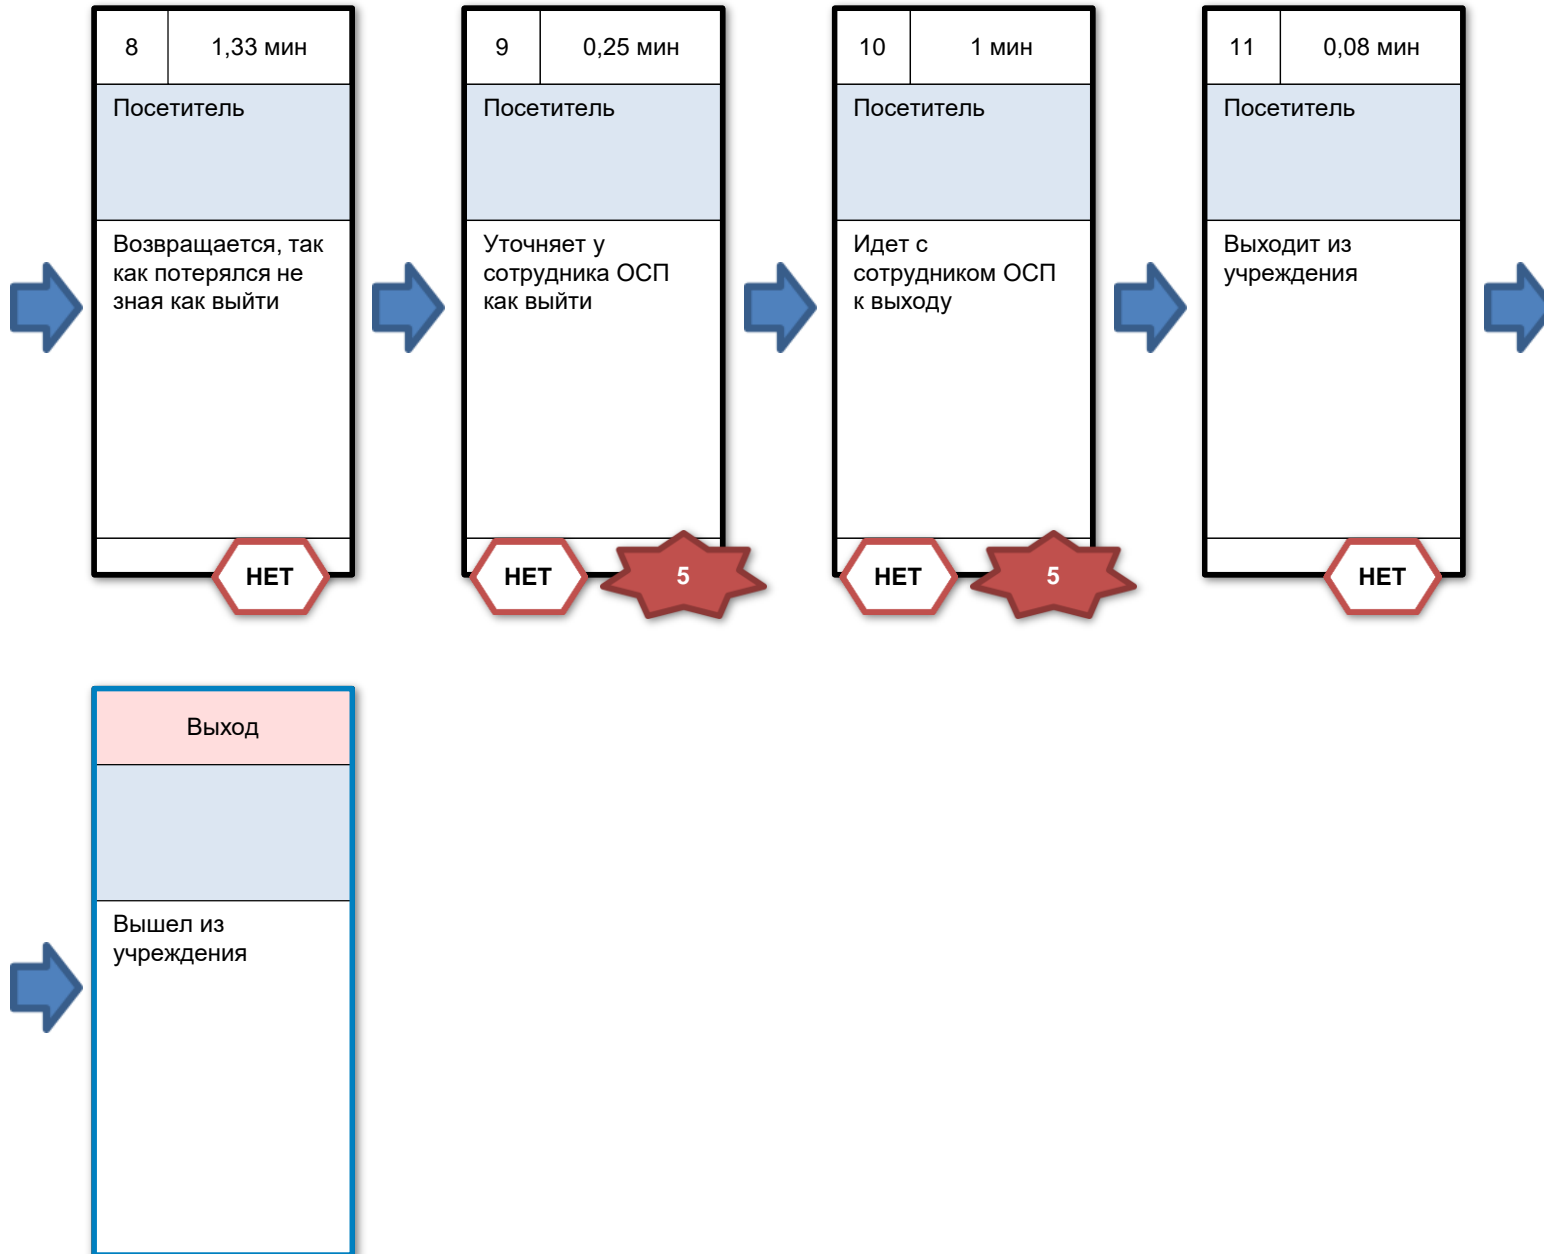 8 1,33 мин
Посетитель
Возвращается, так
как потерялся не
зная как выйти
НЕТ
9 0,25 мин
Посетитель
Уточняет у
сотрудника ОСП
как выйти
НЕТ
5
10 1 мин
Посетитель
Идет с
сотрудником ОСП
к выходу
НЕТ
5
11 0,08 мин
Посетитель
Выходит из
учреждения
НЕТ
Выход
Вышел из
учреждения